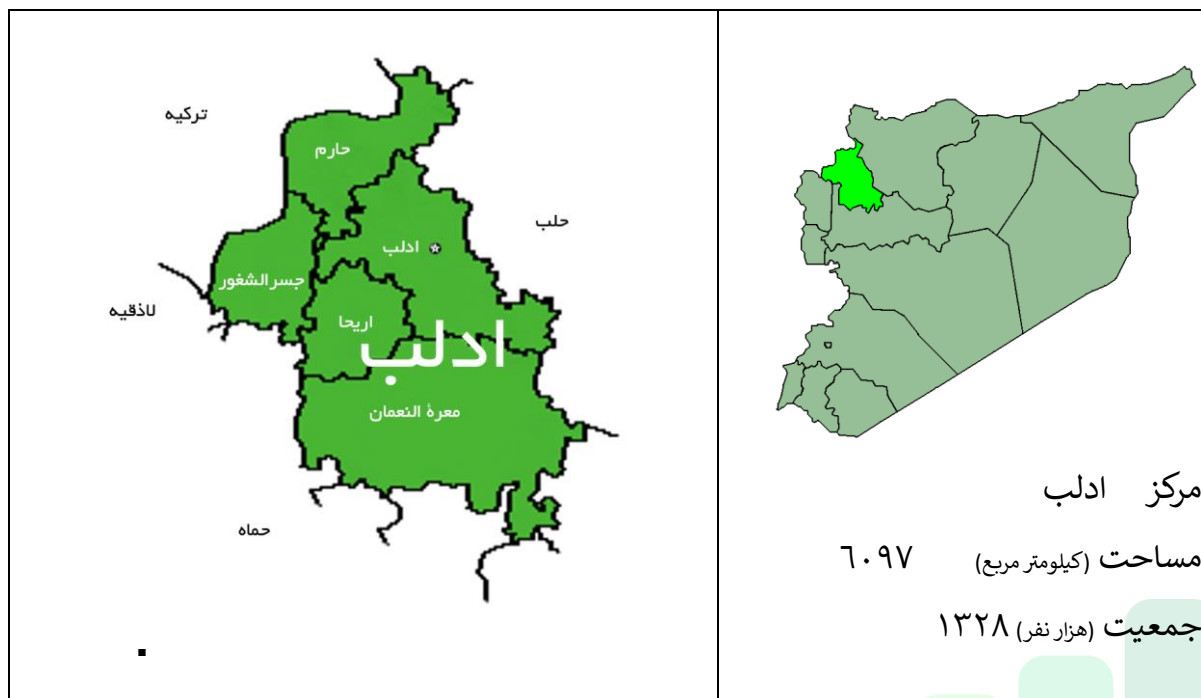 ترکیه
حارم
حلب
ادلب
جسرالشغور
لاذقیه
اریحا
ادلب
معرة النعمان
حماه
مرکز ادلب
مساحت (کیلومتر مربع) ٦٠٩٧
جمعیت (هزار نفر) ١٣٢٨